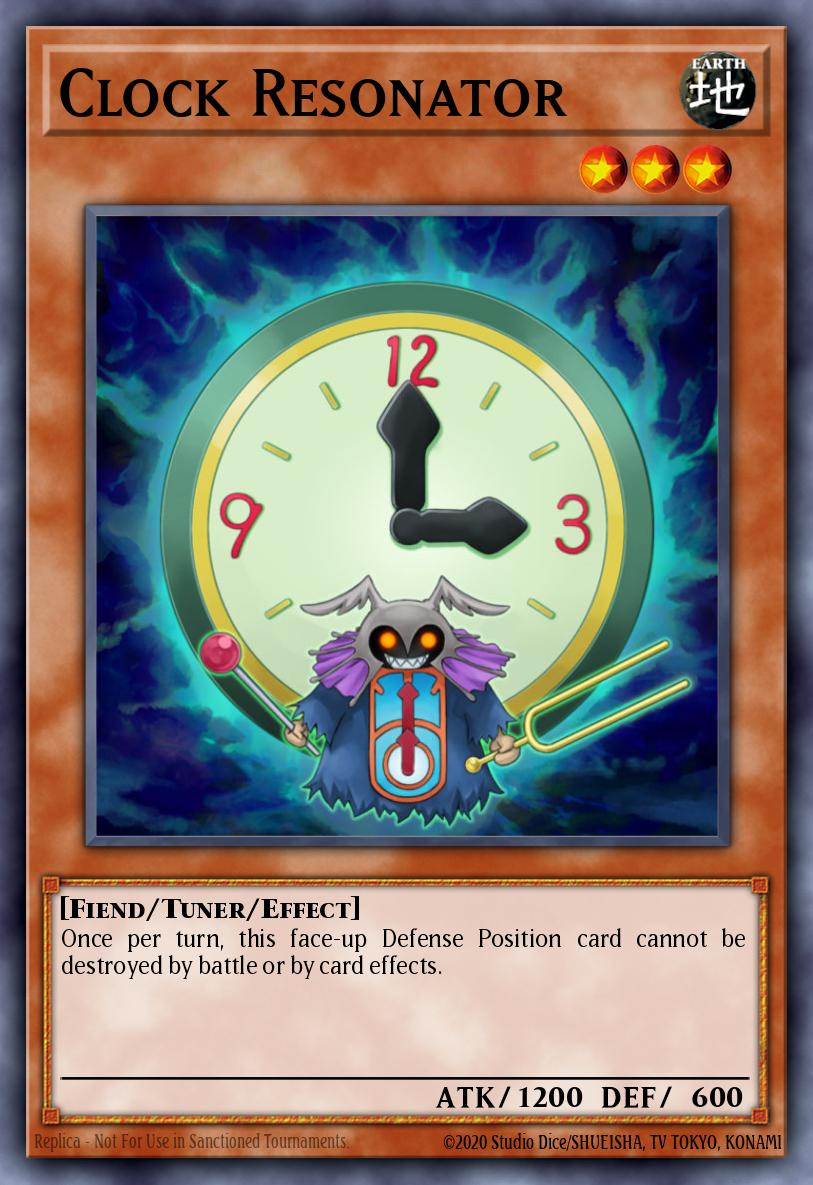 Clock Resonator
EARTH
地
12
9
3
[Fiend/Tuner/Effect]
Once per turn, this face-up Defense Position card cannot be
destroyed by battle or by card effects.
ATK/1200 DEF/ 600
Replica - Not For Use in Sanctioned Tournaments.
©2020 Studio Dice/SHUEISHA, TV TOKYO, KONAMI